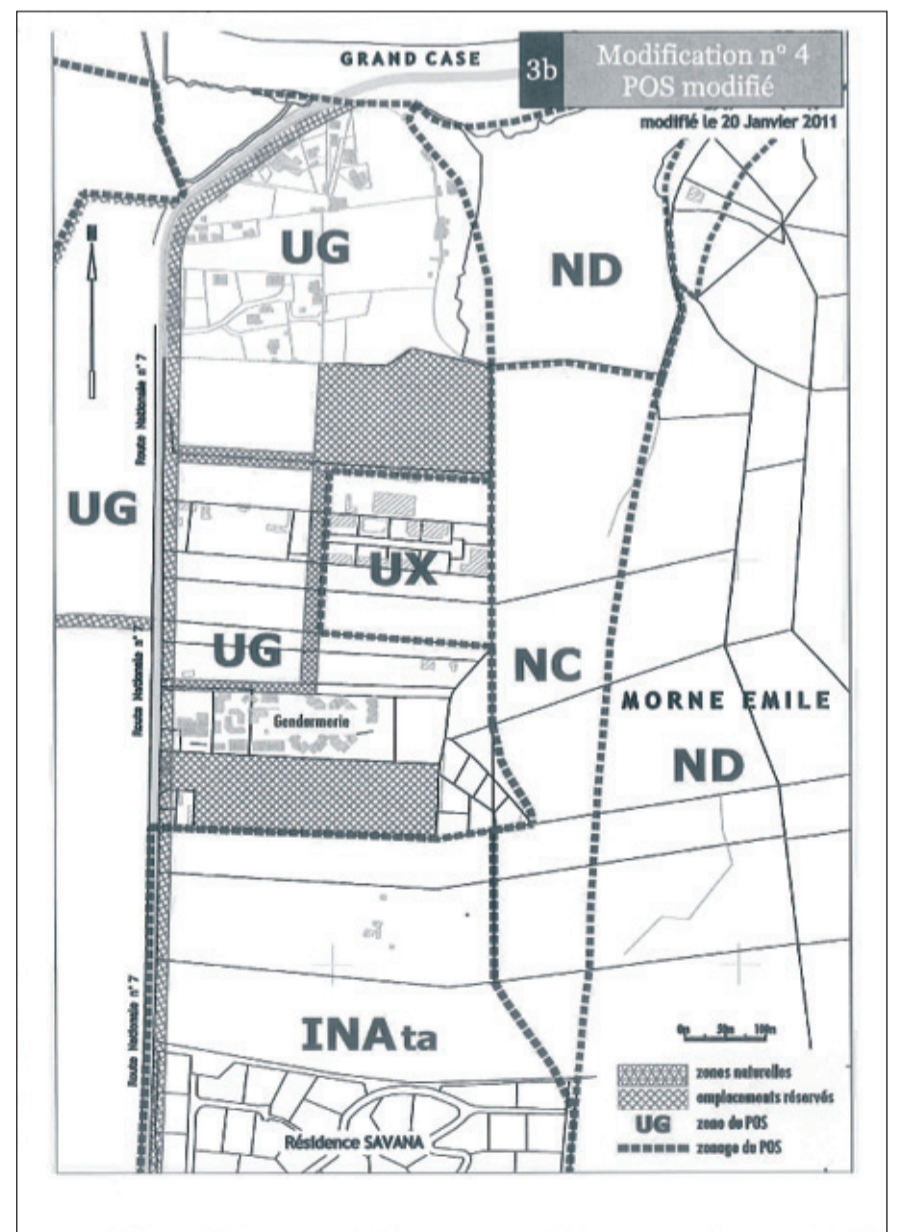 GRAND CASE
3b
Modification n° 4
POS modifié
modifié le 20 Janvier 2011
UG
ND
Route Nationale n° 7
UG
UX
UG
NC
Route Nationale n° 7
MORNE EMILE
Gendarmerie
ND
Route Nationale n° 7
INAta
0m 50m 100m
zones naturelles
emplacements réservés
UG zone du POS
zonage du POS
Résidence SAVANA